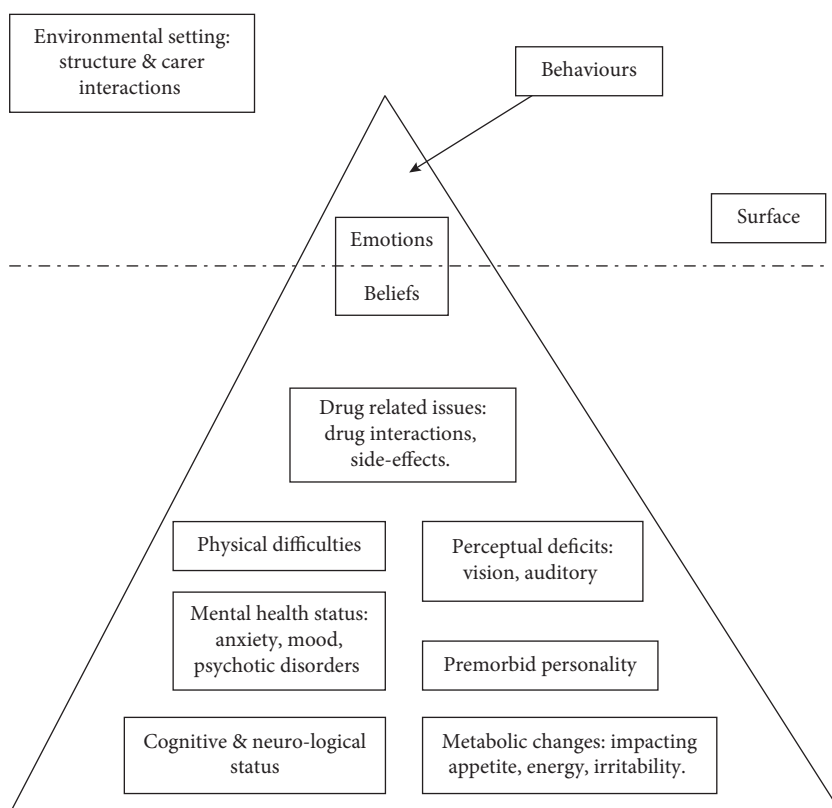 Environmental setting:
structure & carer
interactions
Behaviours
Surface
Emotions
Beliefs
Drug related issues:
drug interactions,
side-effects.
Physical difficulties
Perceptual deficits:
vision, auditory
Mental health status:
anxiety, mood,
psychotic disorders
Premorbid personality
Cognitive & neuro-logical
status
Metabolic changes: impacting
appetite, energy, irritability.